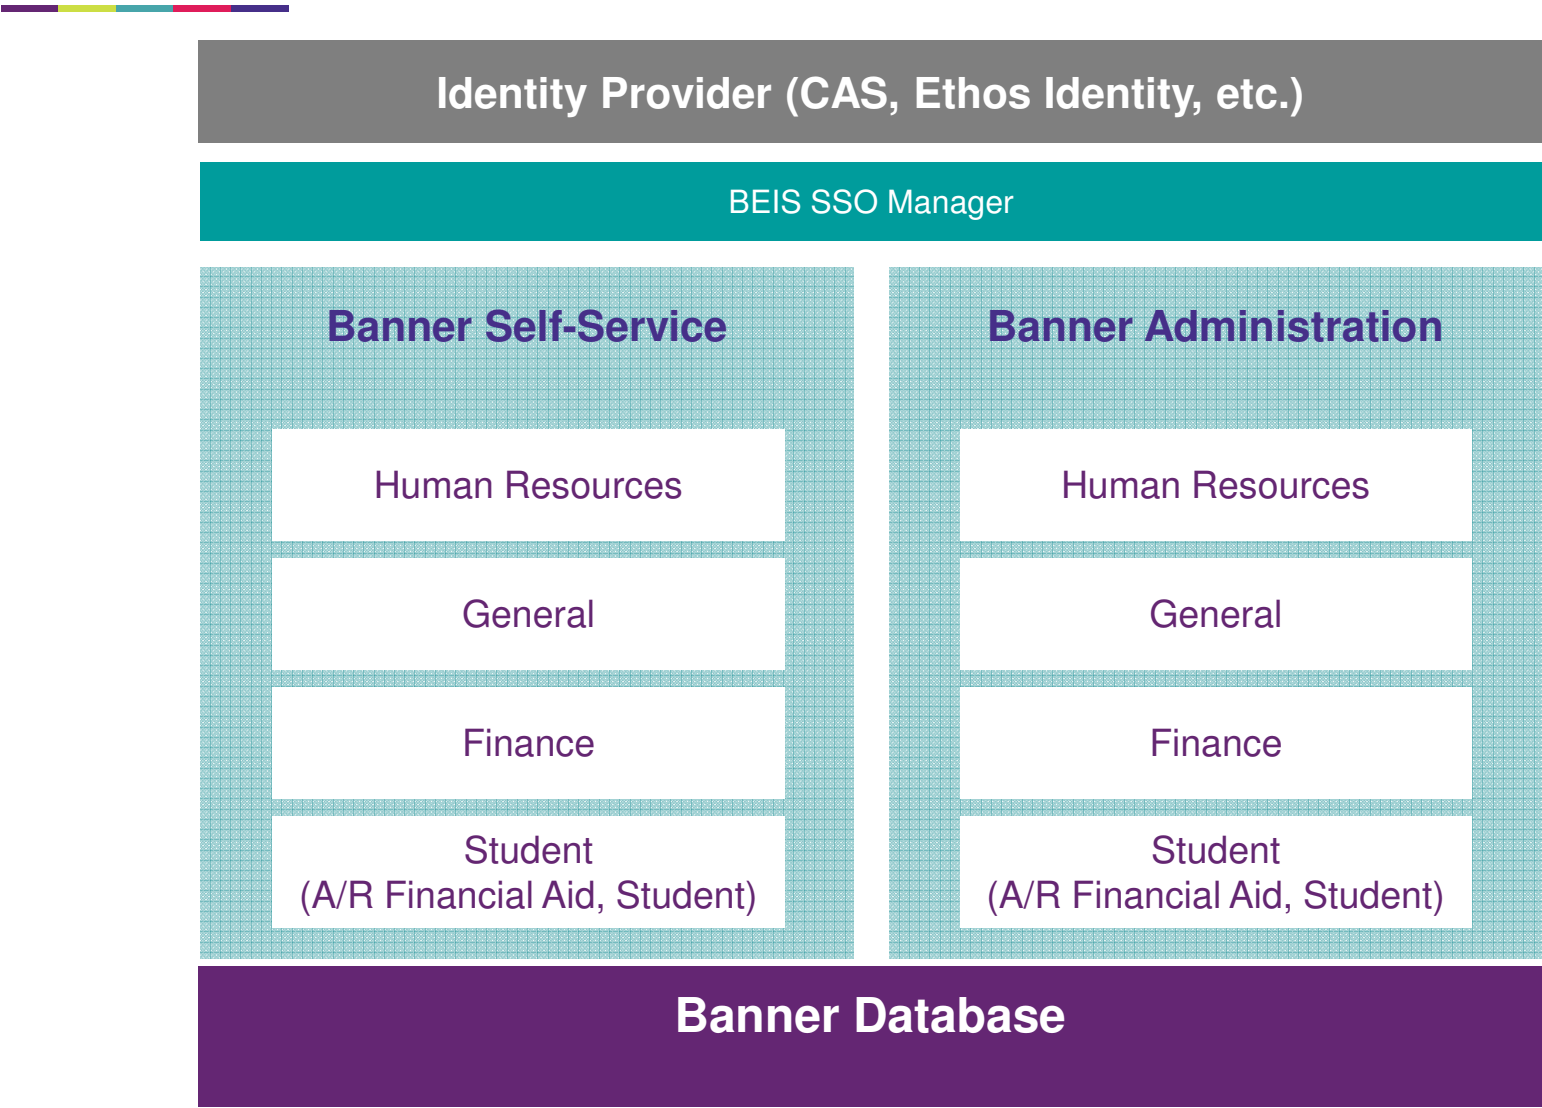 Identity Provider (CAS, Ethos Identity, etc.)
BEIS SSO Manager
Banner Self-Service
Human Resources
General
Finance
Student
(A/R Financial Aid, Student)
Banner Administration
Human Resources
General
Finance
Student
(A/R Financial Aid, Student)
Banner Database